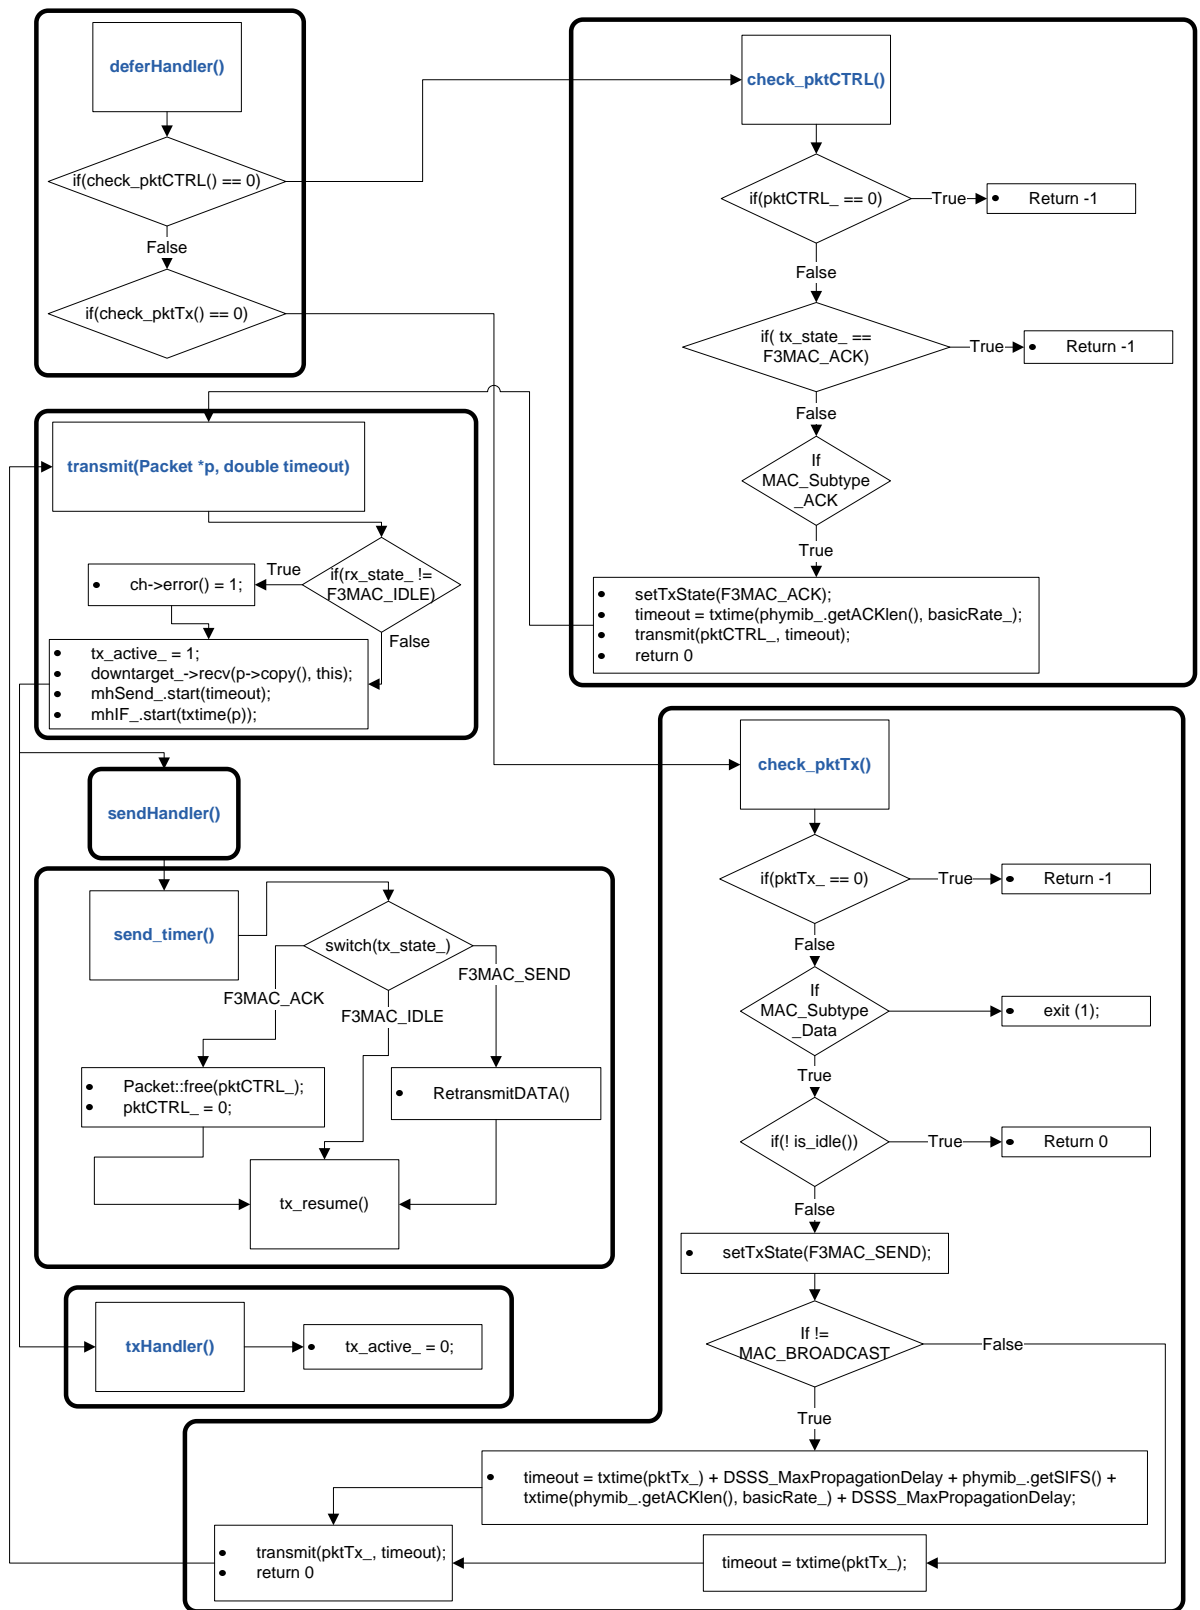 deferHandler()
if(check_pktCTRL() == 0)
False
if(check_pktTx() == 0)
check_pktCTRL()
if(pktCTRL_ == 0)
True
• Return -1
False
if( tx_state_ ==
F3MAC_ACK)
True
• Return -1
False
If
MAC_Subtype
_ACK
True
• setTxState(F3MAC_ACK);
• timeout = txtime(phymib_.getACKlen(), basicRate_);
• transmit(pktCTRL_, timeout);
• return 0
transmit(Packet *p, double timeout)
if(rx_state_ !=
F3MAC_IDLE)
True
• ch->error() = 1;
False
• tx_active_ = 1;
• downtarget_->recv(p->copy(), this);
• mhSend_.start(timeout);
• mhIF_.start(txtime(p));
sendHandler()
send_timer()
switch(tx_state_)
F3MAC_ACK
F3MAC_IDLE
F3MAC_SEND
• Packet::free(pktCTRL_);
• pktCTRL_ = 0;
• RetransmitDATA()
tx_resume()
txHandler()
• tx_active_ = 0;
check_pktTx()
if(pktTx_ == 0)
True
• Return -1
False
If
MAC_Subtype
_Data
• exit (1);
True
if(! is_idle())
True
• Return 0
False
• setTxState(F3MAC_SEND);
If !=
MAC_BROADCAST
False
True
• timeout = txtime(pktTx_) + DSSS_MaxPropagationDelay + phymib_.getSIFS() +
txtime(phymib_.getACKlen(), basicRate_) + DSSS_MaxPropagationDelay;
• transmit(pktTx_, timeout);
• return 0
timeout = txtime(pktTx_);